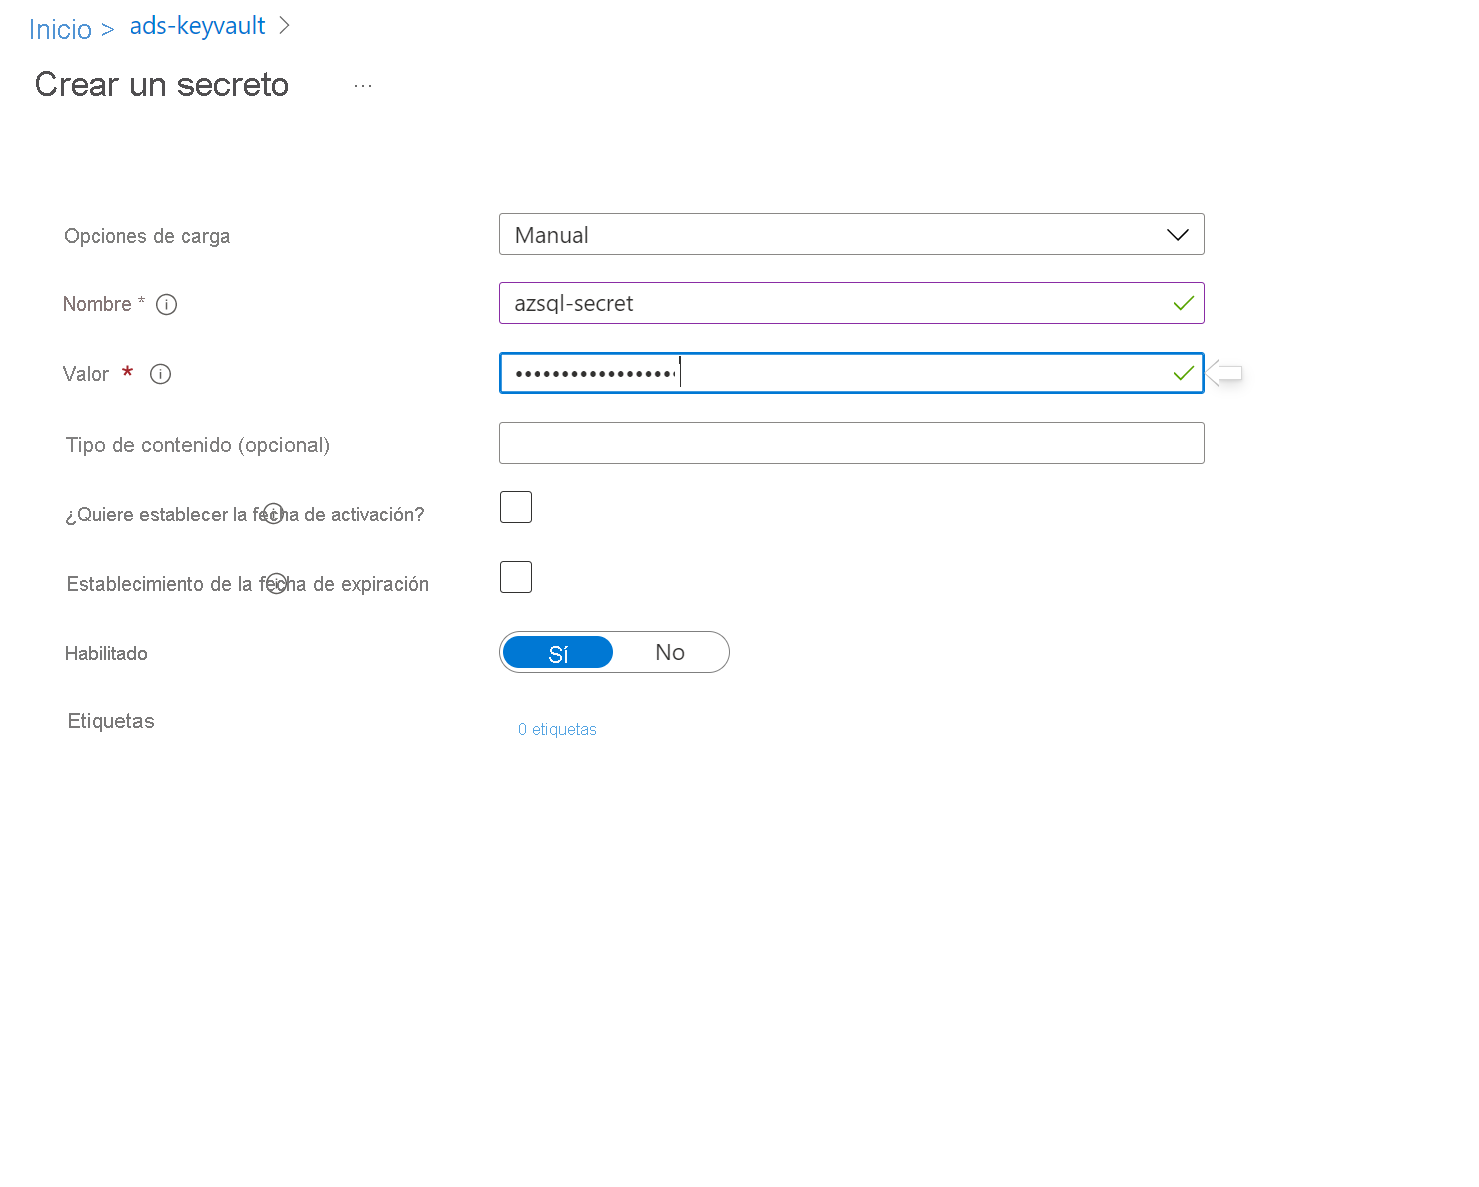 Inicio > ads-keyvault >
Crear un secreto ...
Opciones de carga Manual
Nombre * azsql-secret
Valor * ••••••••••••••••••
Tipo de contenido (opcional)
¿Quiere establecer la fecha de activación?
Establecimiento de la fecha de expiración
Habilitado Sí No
Etiquetas 0 etiquetas